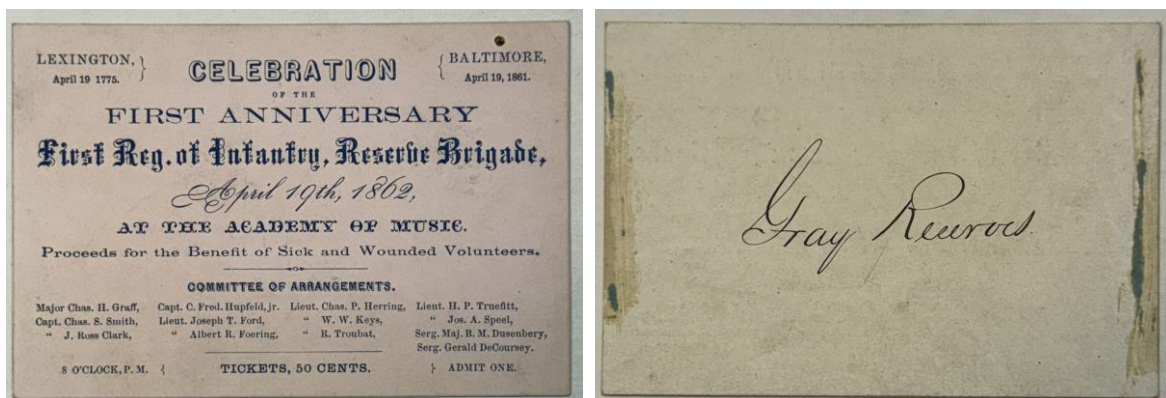 LEXINGTON, } CELEBRATION { BALTIMORE,
April 19 1775. April 19, 1861.
OF THE
FIRST ANNIVERSARY
First Reg. of Infantry, Reserve Brigade,
April 19th, 1862,
AT THE ACADEMY OF MUSIC.
Proceeds for the Benefit of Sick and Wounded Volunteers.
COMMITTEE OF ARRANGEMENTS.
Major Chas. H. Graff, Capt. C. Fred. Hupfeld, jr. Lieut. Chas. P. Herring, Lieut. H. P. Truefitt,
Capt. Chas. S. Smith, Lieut. Joseph T. Ford, " W. W. Keys, " Jos. A. Speel,
" J. Ross Clark, " Albert R. Foering, " R. Troubat, Serg. Maj. B. M. Dusenbery,
Serg. Gerald DeCoursey.
8 O'CLOCK, P. M. { TICKETS, 50 CENTS. } ADMIT ONE.
Gray Reserves.